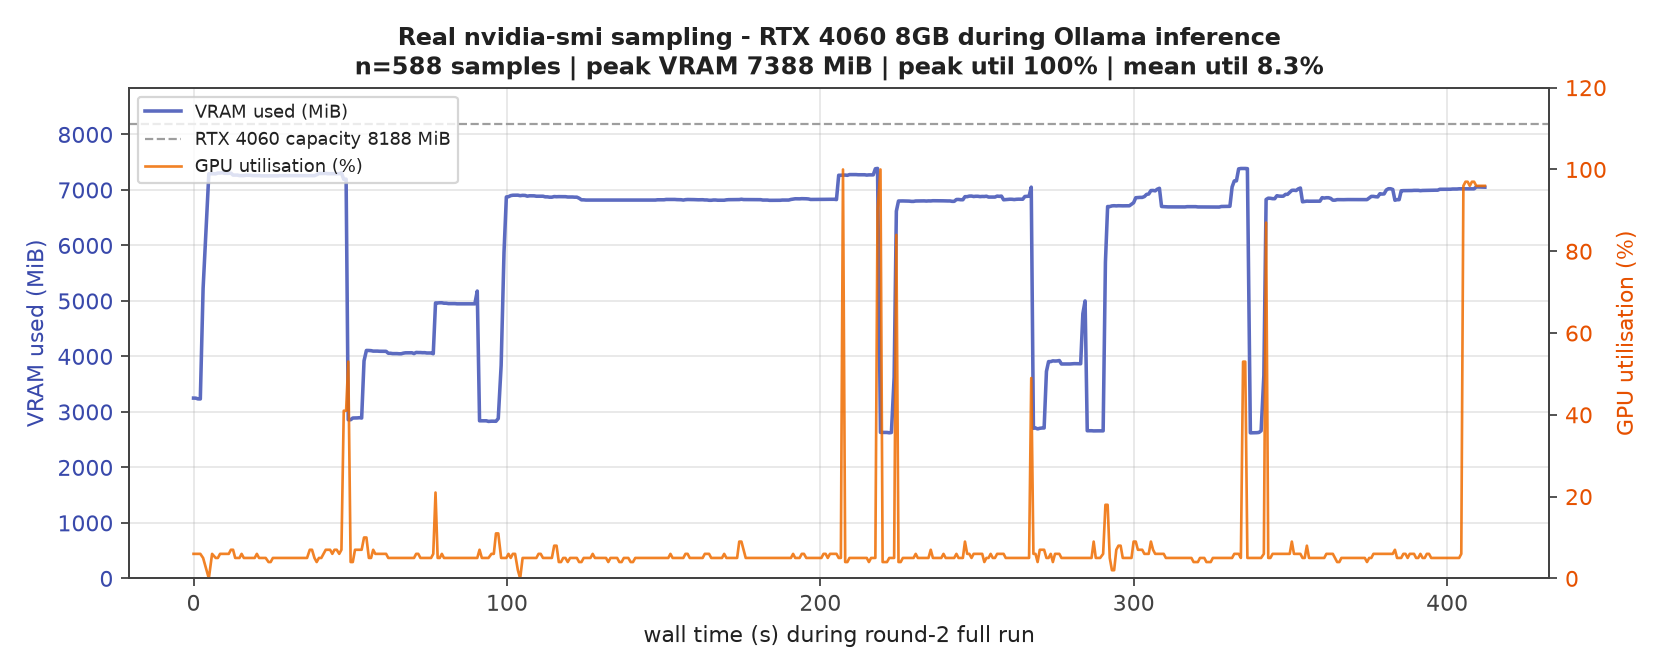 Real nvidia-smi sampling - RTX 4060 8GB during Ollama inference
n=588 samples | peak VRAM 7388 MiB | peak util 100% | mean util 8.3%
VRAM used (MiB)
RTX 4060 capacity 8188 MiB
GPU utilisation (%)
VRAM used (MiB)
8000
7000
6000
5000
4000
3000
2000
1000
0
120
100
80
60
40
20
0
GPU utilisation (%)
0 100 200 300 400
wall time (s) during round-2 full run